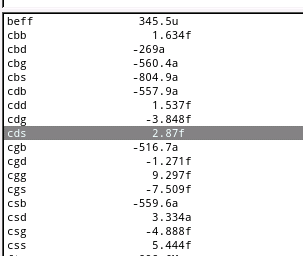 beff 345.5u
cbb 1.634f
cbd -269a
cbg -560.4a
cbs -804.9a
cdb -557.9a
cdd 1.537f
cdg -3.848f
cds 2.87f
cgb -516.7a
cgd -1.271f
cgg 9.297f
cgs -7.509f
csb -559.6a
csd 3.334a
csg -4.888f
css 5.444f